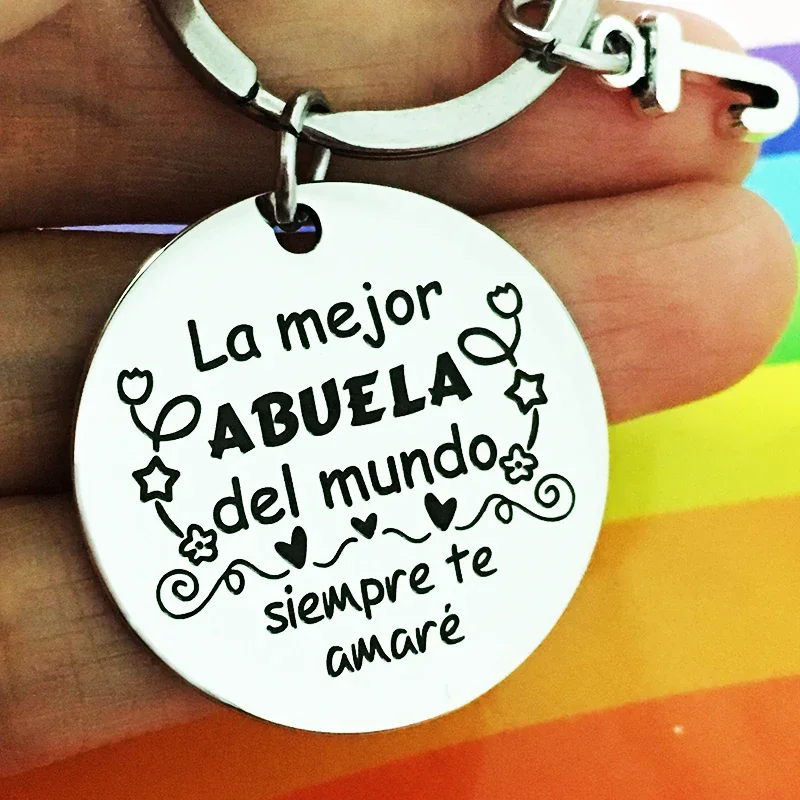 J
La mejor
ABUELA
del mundo
siempre te
amaré